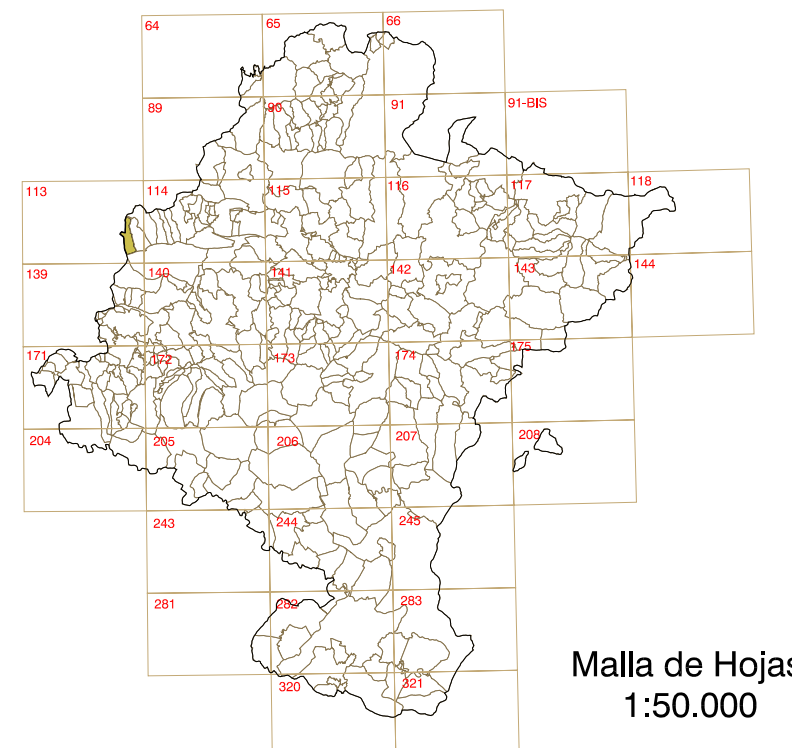 64 65 66
89 90 91 91-BIS
113 114 115 116 117 118
139 140 141 142 143 144
171 172 173 174 175
204 205 206 207 208
243 244 245
281 282 283
320 321
Malla de Hojas
1:50.000